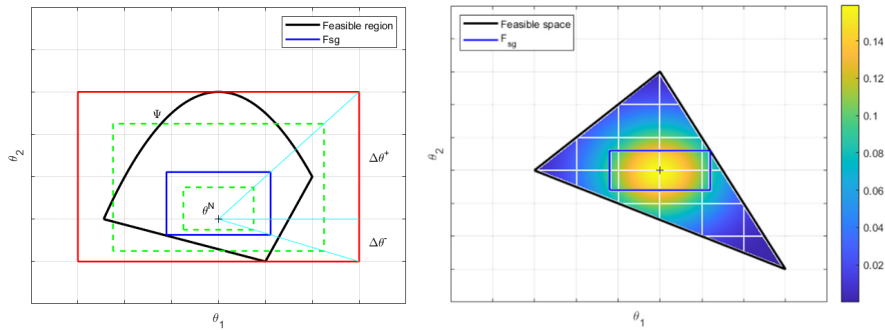 Feasible region
Fsg
Ψ
θ₂
Δθ⁺
θᴺ
Δθ⁻
θ₁
Feasible space
F_sg
θ₂
θ₁
0.14
0.12
0.1
0.08
0.06
0.04
0.02